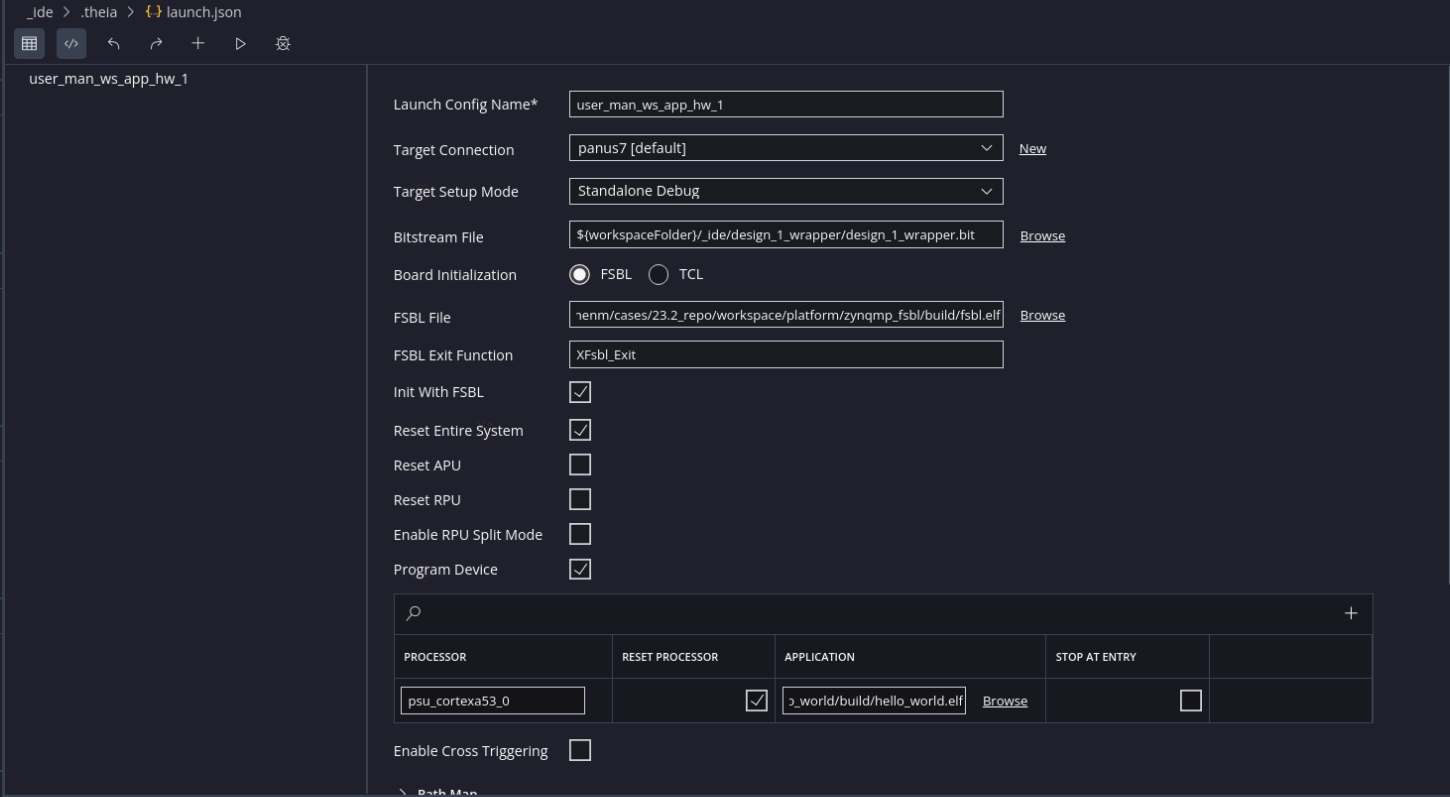 _ide > .theia > {..} launch.json
user_man_ws_app_hw_1
Launch Config Name* user_man_ws_app_hw_1
Target Connection panus7 [default] New
Target Setup Mode Standalone Debug
Bitstream File ${workspaceFolder}/_ide/design_1_wrapper/design_1_wrapper.bit Browse
Board Initialization FSBL TCL
FSBL File henm/cases/23.2_repo/workspace/platform/zynqmp_fsbl/build/fsbl.elf Browse
FSBL Exit Function XFsbl_Exit
Init With FSBL
Reset Entire System
Reset APU
Reset RPU
Enable RPU Split Mode
Program Device
PROCESSOR RESET PROCESSOR APPLICATION STOP AT ENTRY
psu_cortexa53_0 o_world/build/hello_world.elf Browse
Enable Cross Triggering
Path Map